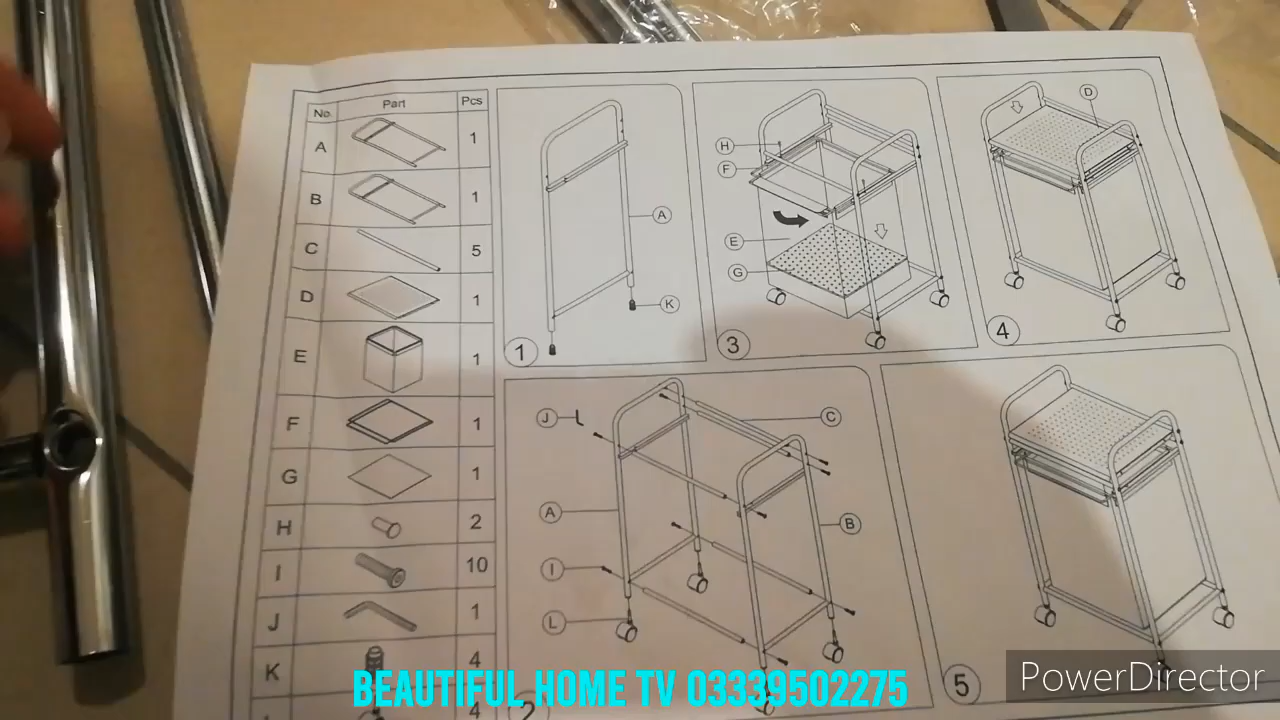 No. Part Pcs
A 1
B 1
C 5
D 1
E 1
F 1
G 1
H 2
I 10
J 1
K 4
L 4
A
K
1
H
F
E
G
3
D
4
J
C
A
B
I
L
2
5
BEAUTIFUL HOME TV 03339502275
PowerDirector